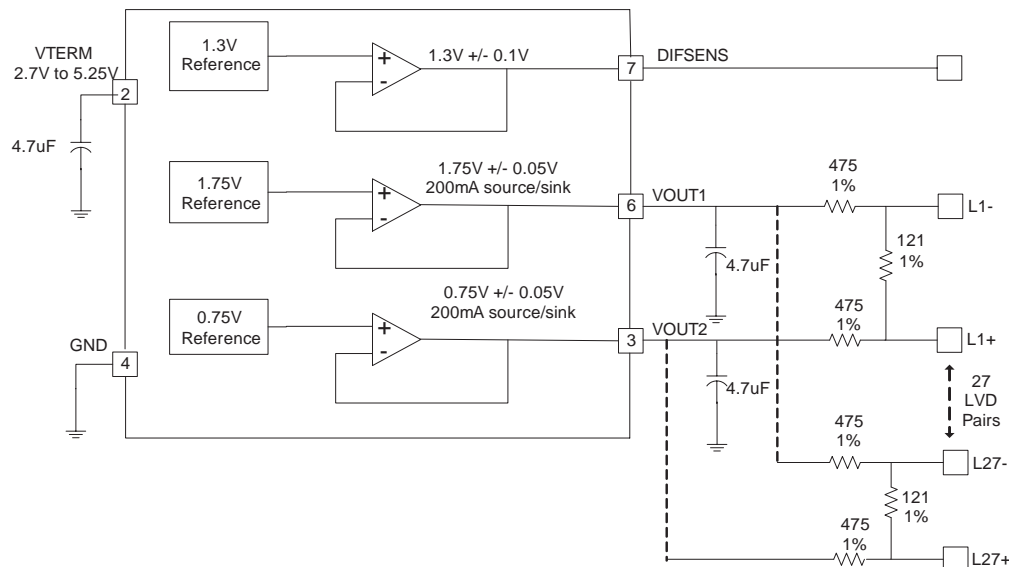 VTERM
2.7V to 5.25V
2
4.7uF
GND
4
1.3V
Reference
+
-
1.3V +/- 0.1V
7
DIFSENS
1.75V
Reference
+
-
1.75V +/- 0.05V
200mA source/sink
6
VOUT1
4.7uF
475
1%
L1-
121
1%
0.75V
Reference
+
-
0.75V +/- 0.05V
200mA source/sink
3
VOUT2
4.7uF
475
1%
L1+
27
LVD
Pairs
475
1%
L27-
121
1%
475
1%
L27+